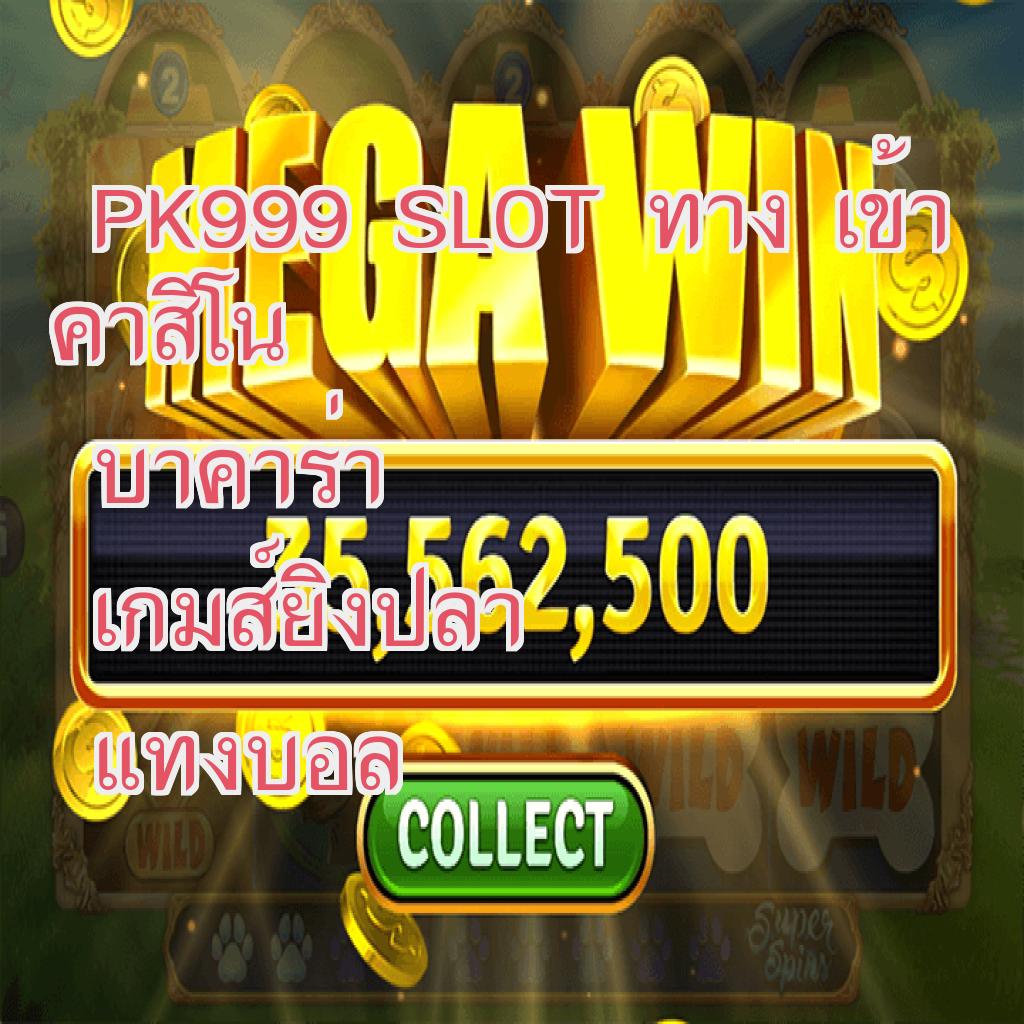 2
2
MEGA WIN
PK999 SLOT ทาง เข้า
คาสิโน
บาคาร่า
35,562,500
เกมส์ยิงปลา
แทงบอล
WILD
WILD
WILD
COLLECT
Super
Spins